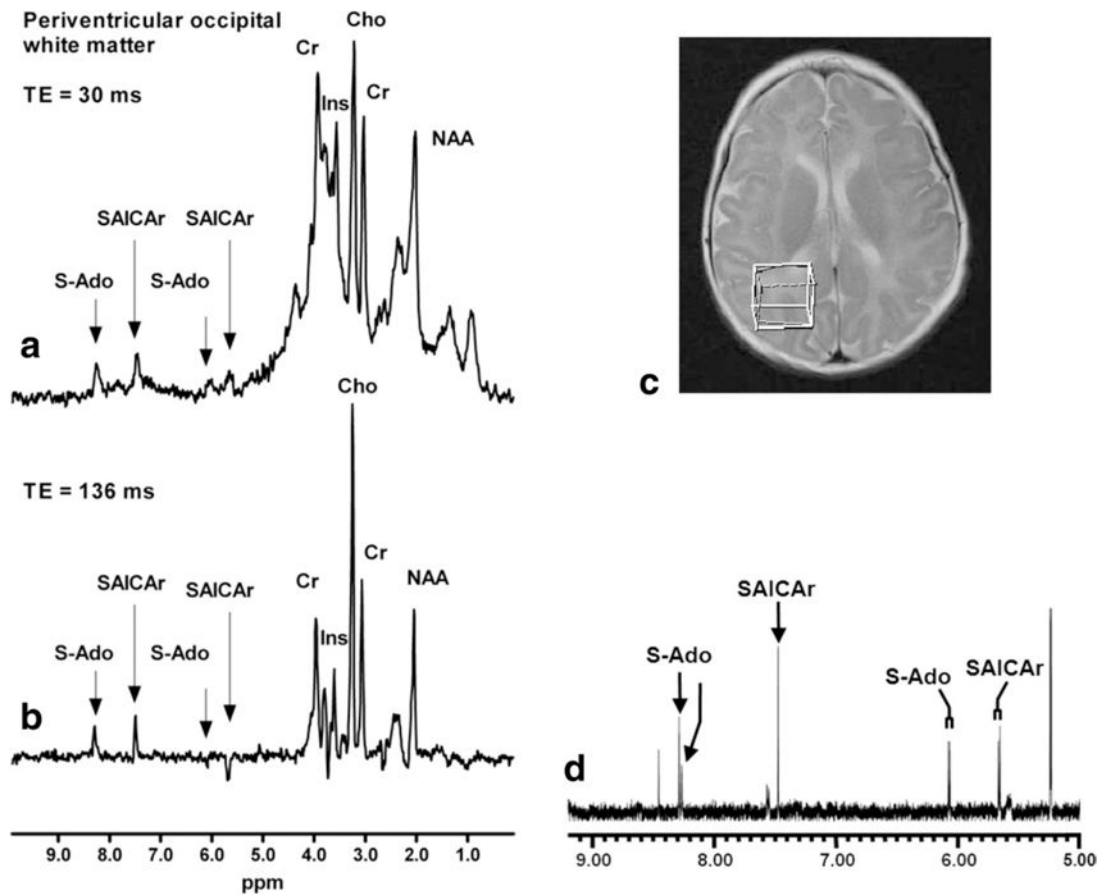 Periventricular occipital
white matter
TE = 30 ms
Cho
Cr
Ins
Cr
NAA
SAICAr SAICAr
S-Ado S-Ado
a
Cho
TE = 136 ms
Cr
Cr
NAA
SAICAr SAICAr
Ins
S-Ado S-Ado
b
9.0 8.0 7.0 6.0 5.0 4.0 3.0 2.0 1.0
ppm
c
SAICAr
S-Ado
S-Ado
SAICAr
d
9.00 8.00 7.00 6.00 5.00